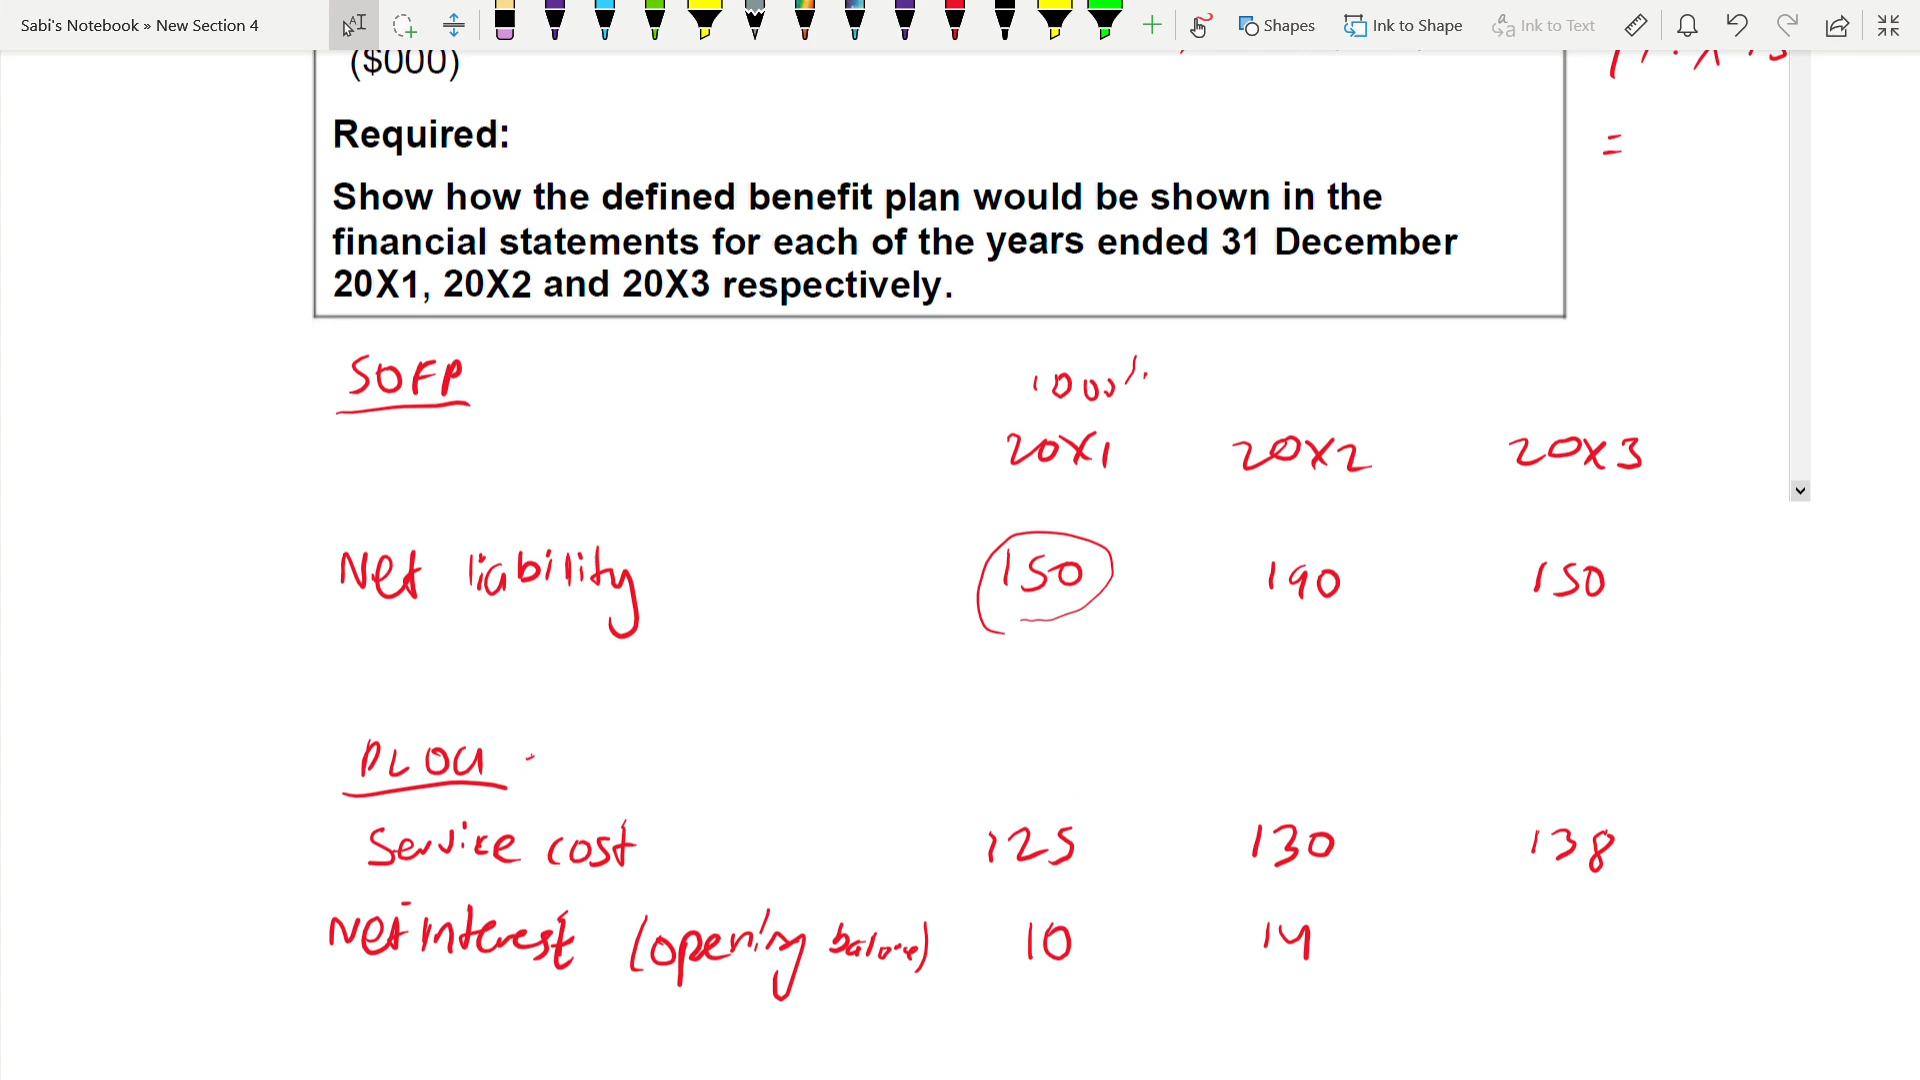 Sabi's Notebook » New Section 4
Shapes
Ink to Shape
Ink to Text
($000)
Required:
=
Show how the defined benefit plan would be shown in the
financial statements for each of the years ended 31 December
20X1, 20X2 and 20X3 respectively.
SOFP
20X1 20X2 20X3
Net liability 150 190 150
PLOCI
Service cost 125 130 138
Net interest (opening balance) 10 14